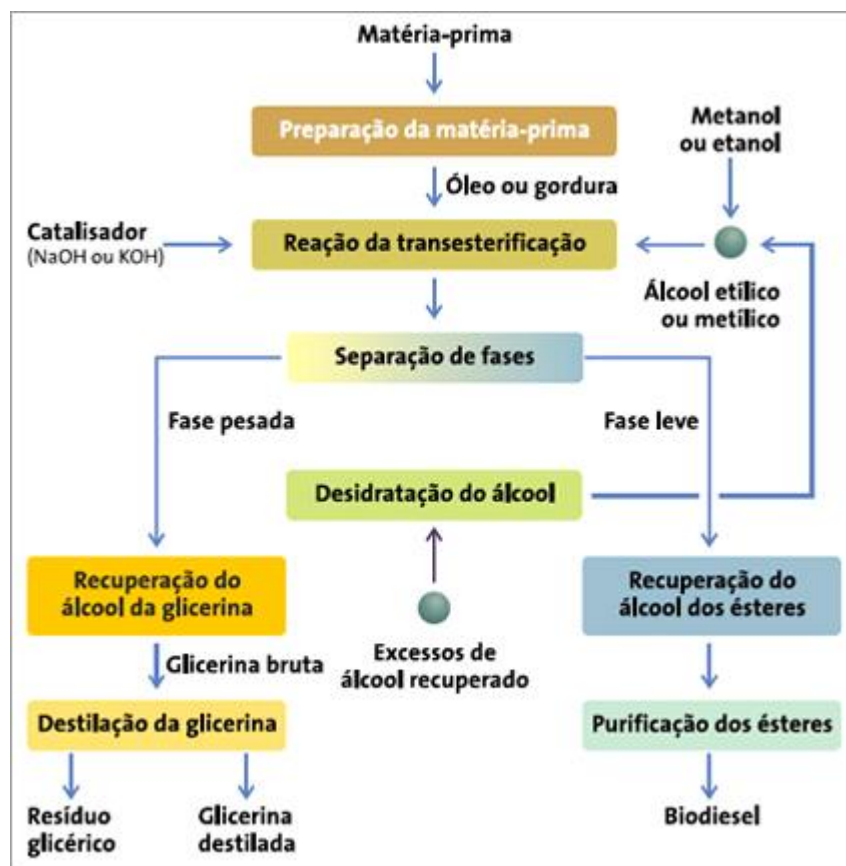 Matéria-prima
Preparação da matéria-prima
Metanol
ou etanol
Óleo ou gordura
Catalisador
(NaOH ou KOH)
Reação da transesterificação
Álcool etílico
ou metílico
Separação de fases
Fase pesada
Fase leve
Desidratação do álcool
Recuperação do
álcool da glicerina
Recuperação do
álcool dos ésteres
Glicerina bruta
Excessos de
álcool recuperado
Destilação da glicerina
Purificação dos ésteres
Resíduo
glicérico
Glicerina
destilada
Biodiesel